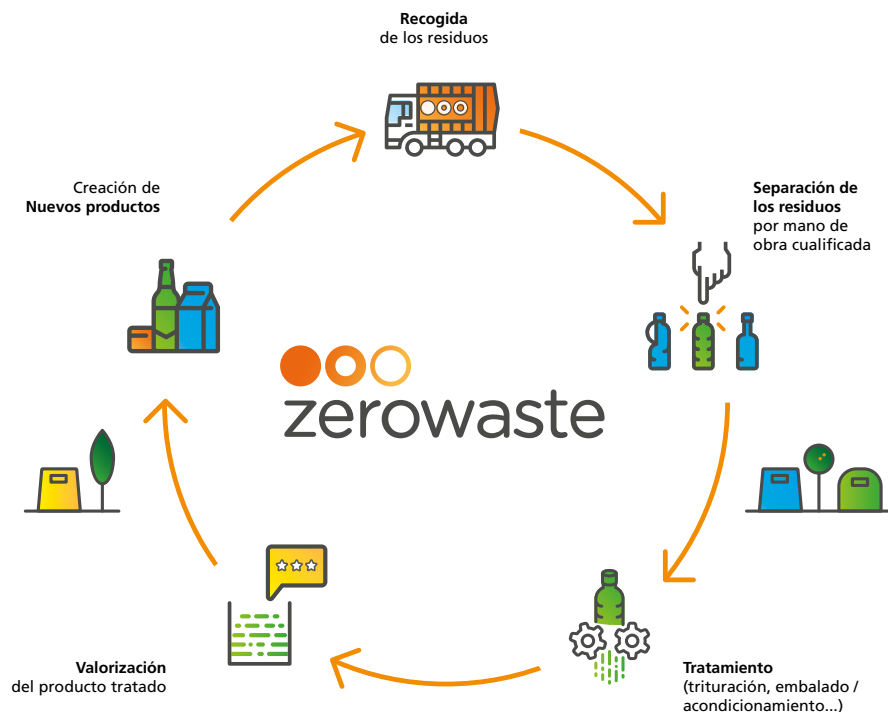 Recogida
de los residuos
Separación de
los residuos
por mano de
obra cualificada
Tratamiento
(trituración, embalado /
acondicionamiento...)
Valorización
del producto tratado
Creación de
Nuevos productos
zerowaste